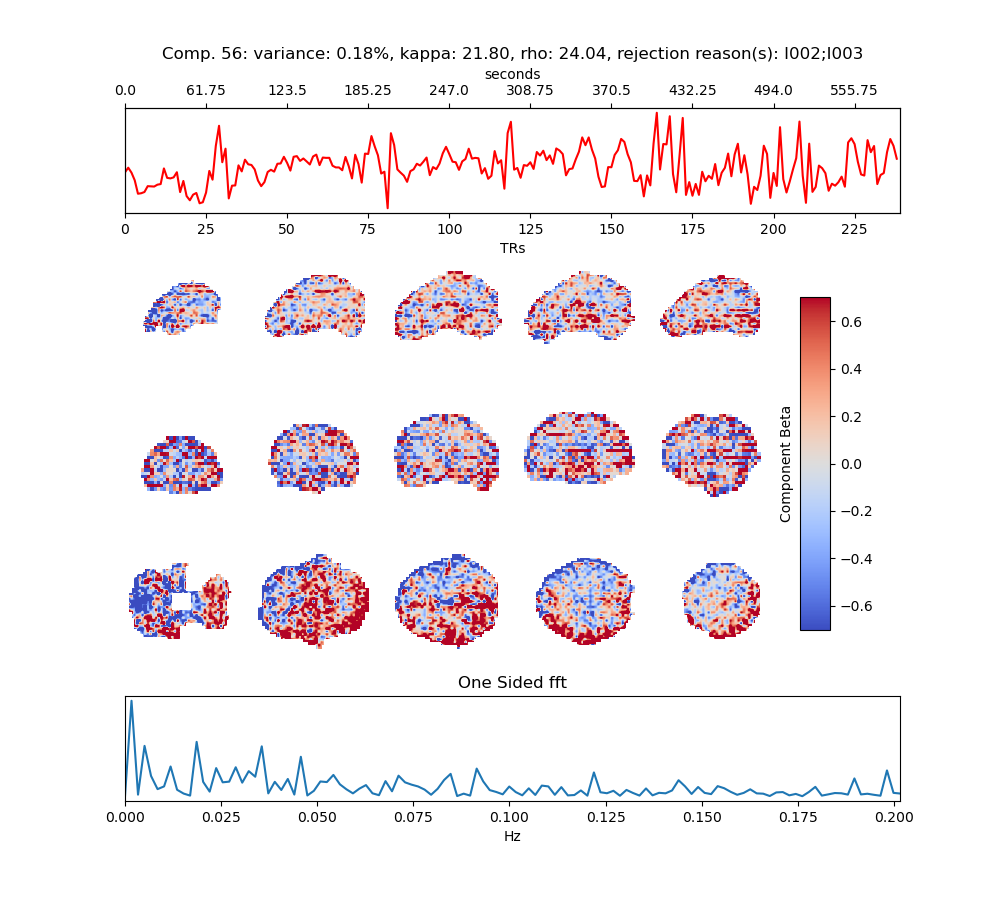 Comp. 56: variance: 0.18%, kappa: 21.80, rho: 24.04, rejection reason(s): I002;I003
seconds
0.0 61.75 123.5 185.25 247.0 308.75 370.5 432.25 494.0 555.75
0 25 50 75 100 125 150 175 200 225
TRs
0.6
0.4
0.2
0.0
−0.2
−0.4
−0.6
Component Beta
One Sided fft
0.000 0.025 0.050 0.075 0.100 0.125 0.150 0.175 0.200
Hz